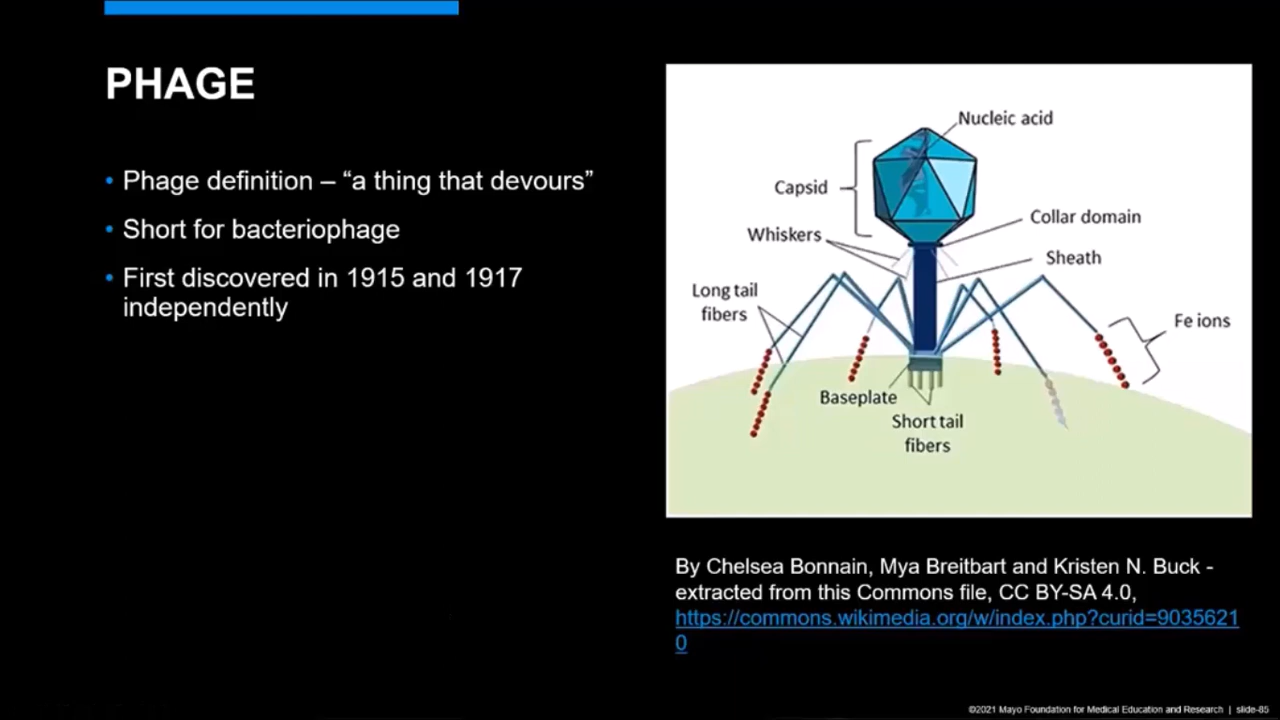 PHAGE
• Phage definition – “a thing that devours”
• Short for bacteriophage
• First discovered in 1915 and 1917
independently
Nucleic acid
Capsid
Collar domain
Whiskers
Sheath
Long tail
fibers
Fe ions
Baseplate
Short tail
fibers
By Chelsea Bonnain, Mya Breitbart and Kristen N. Buck -
extracted from this Commons file, CC BY-SA 4.0,
https://commons.wikimedia.org/w/index.php?curid=9035621
0
©2021 Mayo Foundation for Medical Education and Research | slide-85